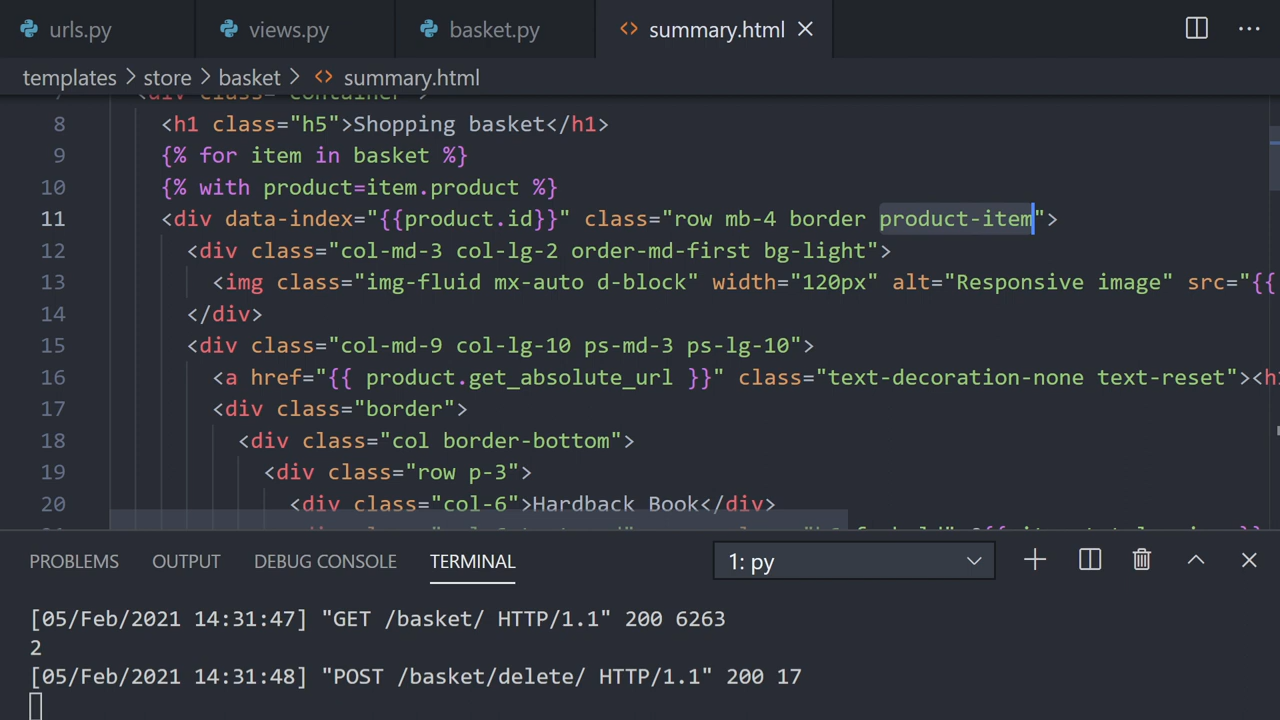 urls.py views.py basket.py summary.html
templates > store > basket > summary.html
8 <h1 class="h5">Shopping basket</h1>
9 {% for item in basket %}
10 {% with product=item.product %}
11 <div data-index="{{product.id}}" class="row mb-4 border product-item">
12 <div class="col-md-3 col-lg-2 order-md-first bg-light">
13 <img class="img-fluid mx-auto d-block" width="120px" alt="Responsive image" src="{{
14 </div>
15 <div class="col-md-9 col-lg-10 ps-md-3 ps-lg-10">
16 <a href="{{ product.get_absolute_url }}" class="text-decoration-none text-reset"><h
17 <div class="border">
18 <div class="col border-bottom">
19 <div class="row p-3">
20 <div class="col-6">Hardback Book</div>
PROBLEMS OUTPUT DEBUG CONSOLE TERMINAL 1: py
[05/Feb/2021 14:31:47] "GET /basket/ HTTP/1.1" 200 6263
2
[05/Feb/2021 14:31:48] "POST /basket/delete/ HTTP/1.1" 200 17